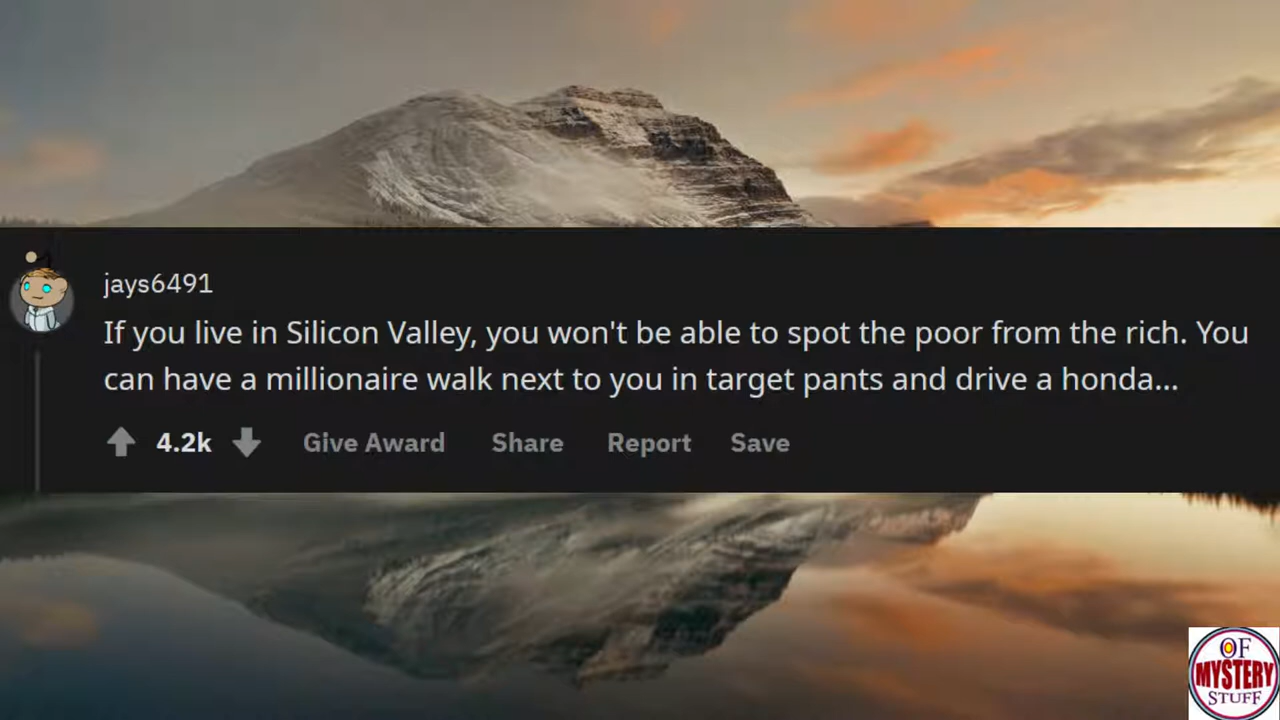 jays6491
If you live in Silicon Valley, you won't be able to spot the poor from the rich. You
can have a millionaire walk next to you in target pants and drive a honda...
4.2k Give Award Share Report Save
OF
MYSTERY
STUFF